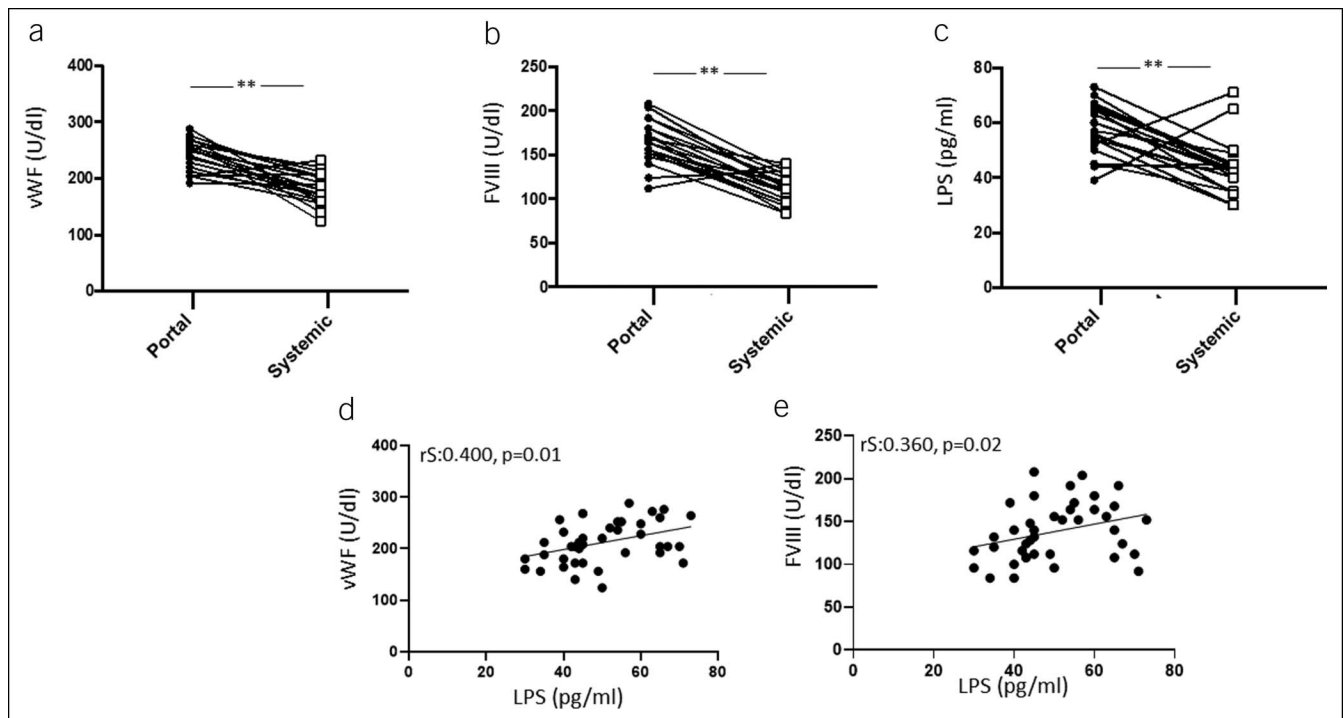 a
400
300
200
100
0
vWF (U/dl)
**
Portal
Systemic
b
250
200
150
100
50
0
FVIII (U/dl)
**
Portal
Systemic
c
80
60
40
20
0
LPS (pg/ml)
**
Portal
Systemic
d
400
300
200
100
0
vWF (U/dl)
rS:0.400, p=0.01
0 20 40 60 80
LPS (pg/ml)
e
250
200
150
100
50
0
FVIII (U/dl)
rS:0.360, p=0.02
0 20 40 60 80
LPS (pg/ml)